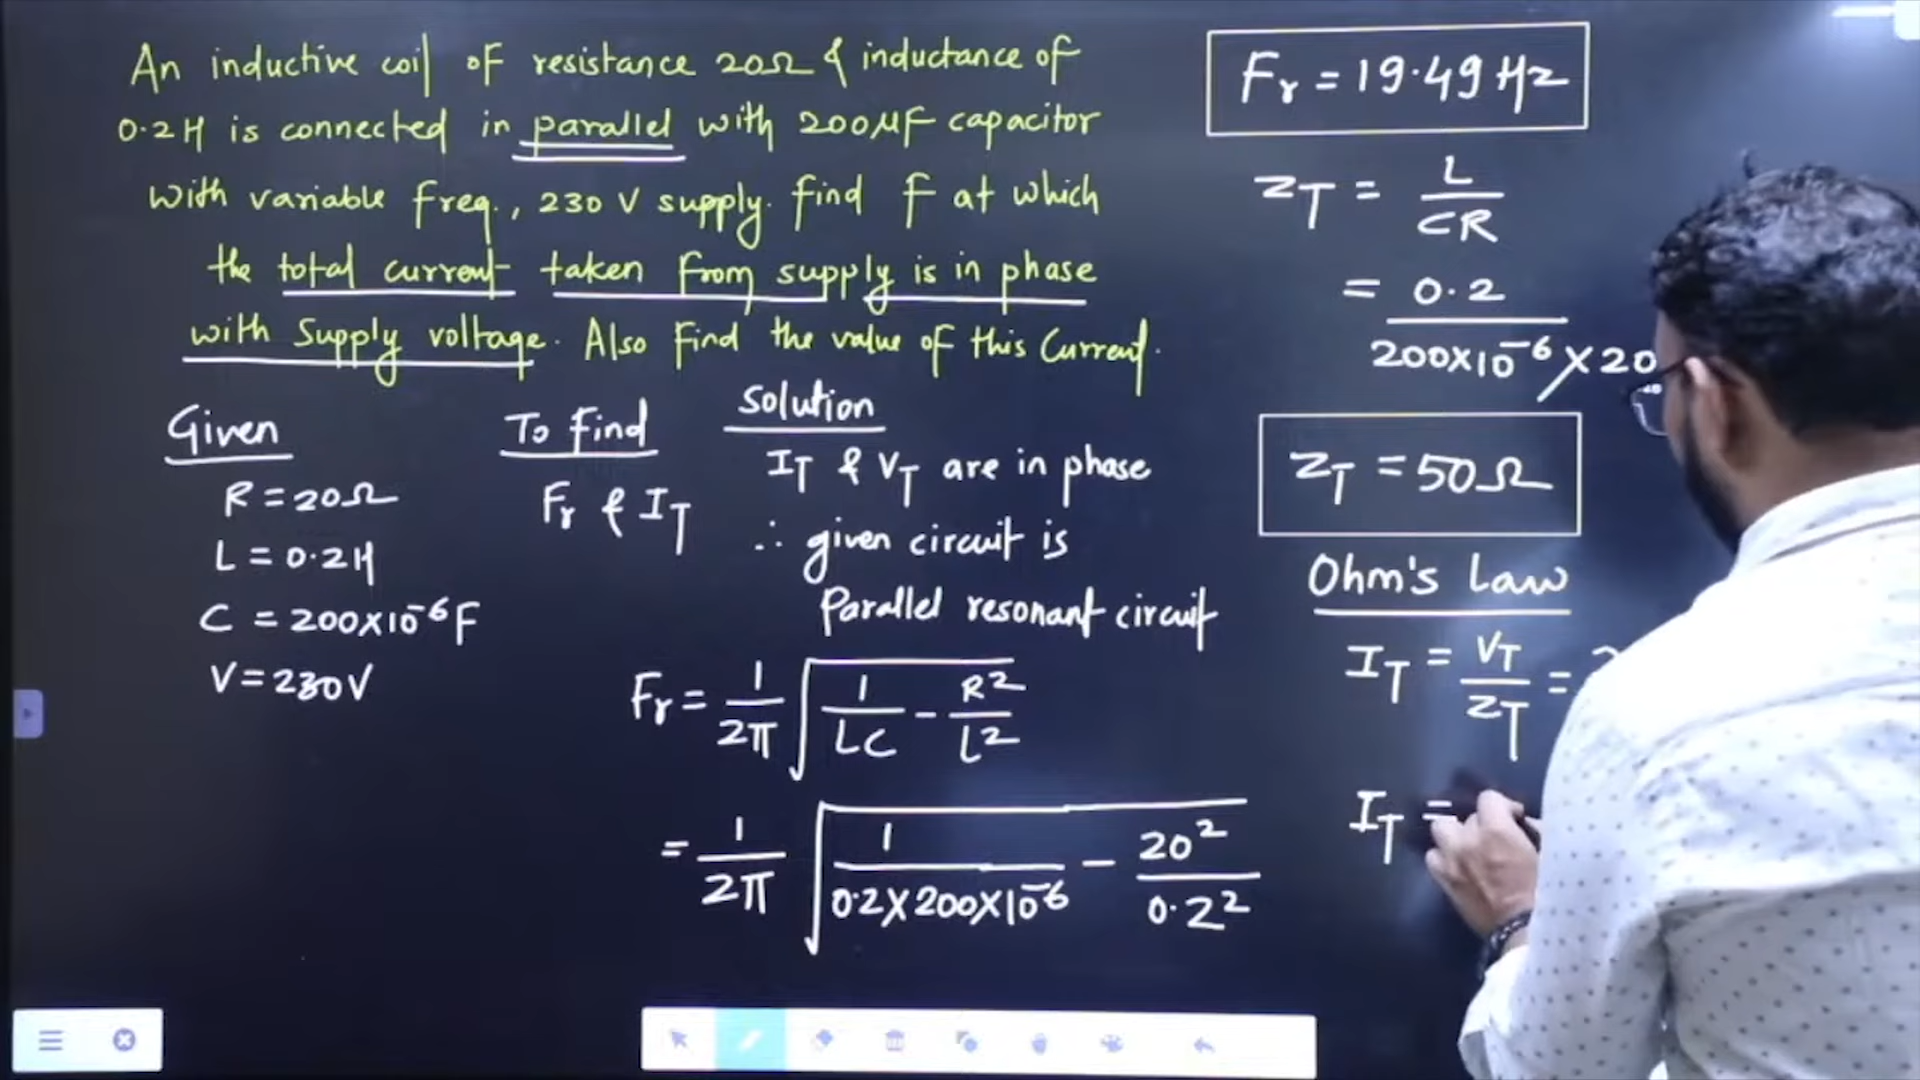 An inductive coil of resistance 20Ω & inductance of
0.2H is connected in parallel with 200μF capacitor
with variable freq., 230 V supply. find f at which
the total current taken from supply is in phase
with supply voltage. Also find the value of this current.
Given
R = 20Ω
L = 0.2H
C = 200×10⁻⁶F
V = 230V
To find
Fr & IT
Solution
IT & VT are in phase
∴ given circuit is
Parallel resonant circuit
Fr = 1/2π √(1/LC - R²/L²)
= 1/2π √(1/(0.2×200×10⁻⁶) - 20²/0.2²)
Fr = 19.49 Hz
ZT = L/CR
= 0.2/(200×10⁻⁶×20)
ZT = 50Ω
Ohm's Law
IT = VT/ZT =
IT =